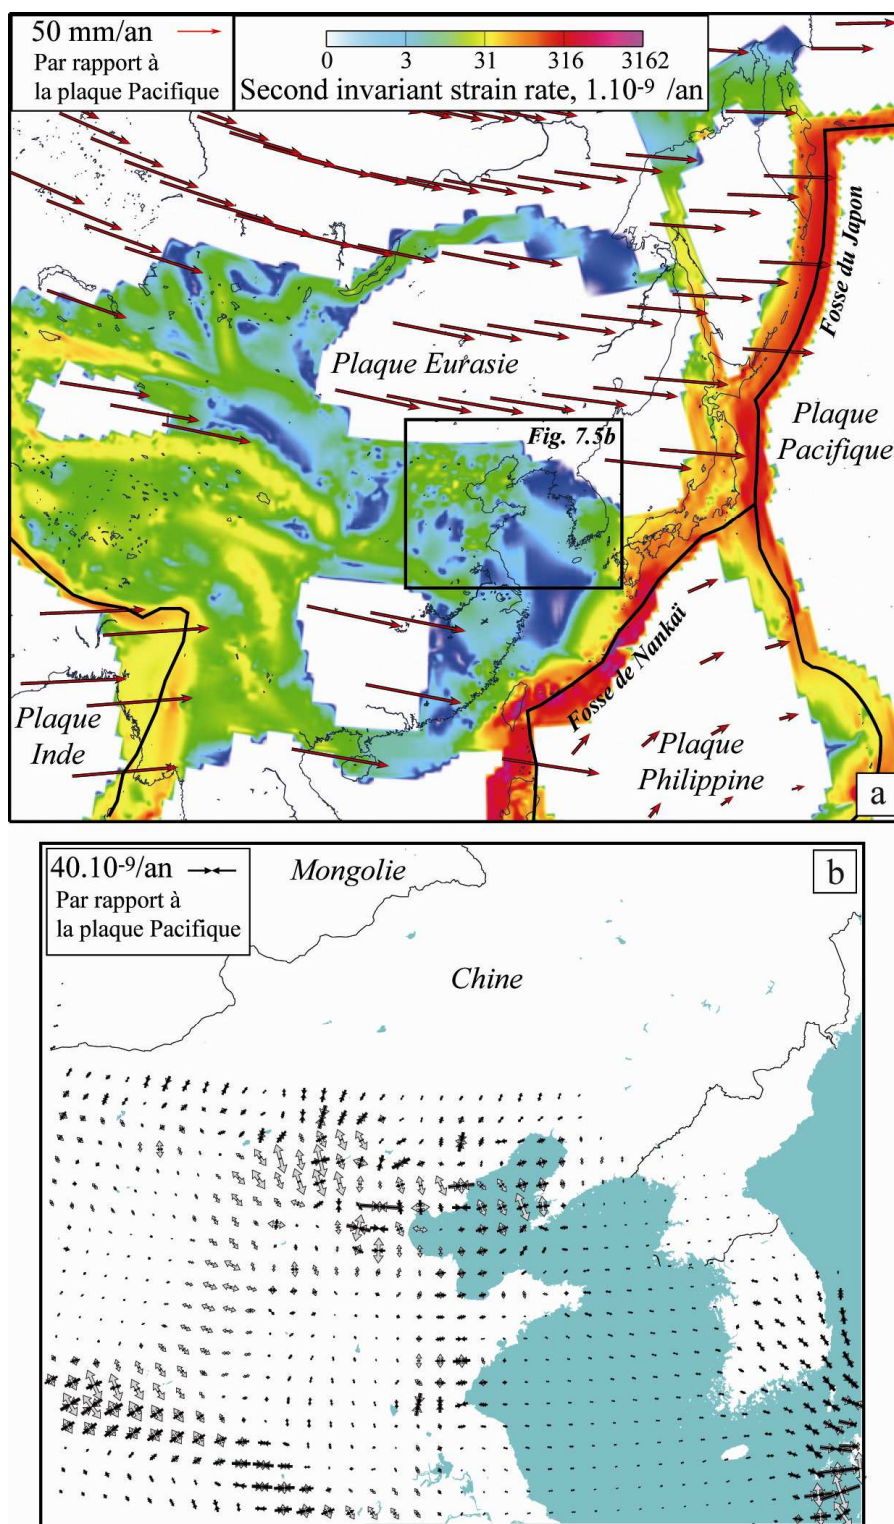 50 mm/an
Par rapport à
la plaque Pacifique
0 3 31 316 3162
Second invariant strain rate, 1.10-9 /an
Fosse du Japon
Plaque Eurasie
Plaque
Pacifique
Fig. 7.5b
Fosse de Nankaï
Plaque
Inde
Plaque
Philippine
a
40.10-9/an
Par rapport à
la plaque Pacifique
Mongolie
b
Chine